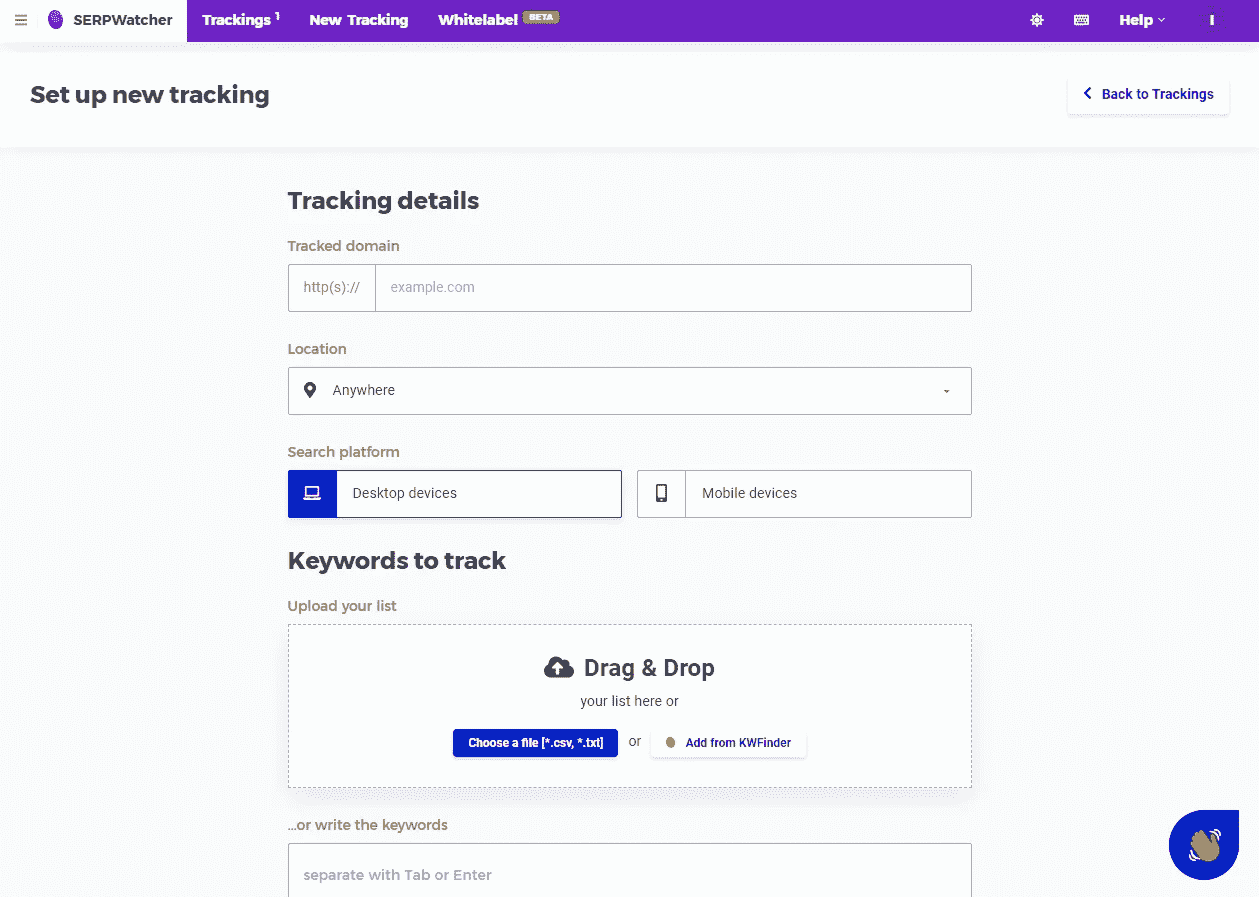 SERPWatcher Trackings 1 New Tracking Whitelabel BETA Help
Set up new tracking
Back to Trackings
Tracking details
Tracked domain
http(s):// example.com
Location
Anywhere
Search platform
Desktop devices Mobile devices
Keywords to track
Upload your list
Drag & Drop
your list here or
Choose a file [*.csv, *.txt] or Add from KWFinder
...or write the keywords
separate with Tab or Enter